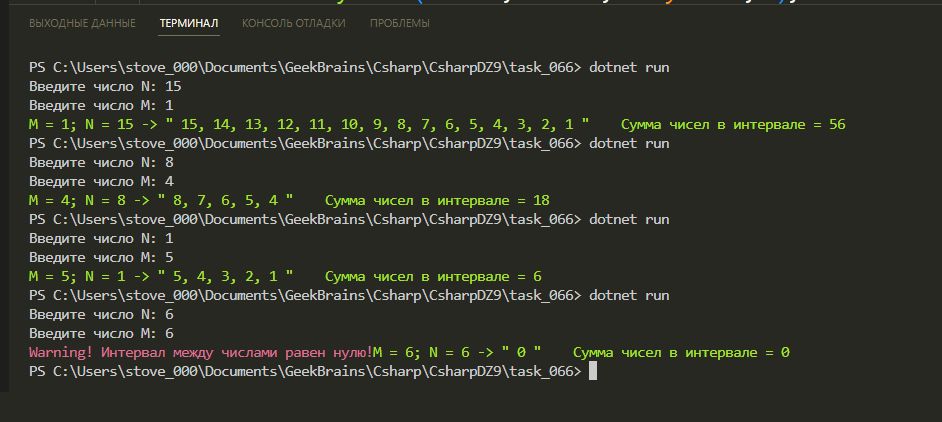 ВЫХОДНЫЕ ДАННЫЕ ТЕРМИНАЛ КОНСОЛЬ ОТЛАДКИ ПРОБЛЕМЫ
PS C:\Users\stove_000\Documents\GeekBrains\Csharp\CsharpDZ9\task_066> dotnet run
Введите число N: 15
Введите число M: 1
M = 1; N = 15 -> " 15, 14, 13, 12, 11, 10, 9, 8, 7, 6, 5, 4, 3, 2, 1 "    Сумма чисел в интервале = 56
PS C:\Users\stove_000\Documents\GeekBrains\Csharp\CsharpDZ9\task_066> dotnet run
Введите число N: 8
Введите число M: 4
M = 4; N = 8 -> " 8, 7, 6, 5, 4 "    Сумма чисел в интервале = 18
PS C:\Users\stove_000\Documents\GeekBrains\Csharp\CsharpDZ9\task_066> dotnet run
Введите число N: 1
Введите число M: 5
M = 5; N = 1 -> " 5, 4, 3, 2, 1 "    Сумма чисел в интервале = 6
PS C:\Users\stove_000\Documents\GeekBrains\Csharp\CsharpDZ9\task_066> dotnet run
Введите число N: 6
Введите число M: 6
Warning! Интервал между числами равен нулю!M = 6; N = 6 -> " 0 "    Сумма чисел в интервале = 0
PS C:\Users\stove_000\Documents\GeekBrains\Csharp\CsharpDZ9\task_066>